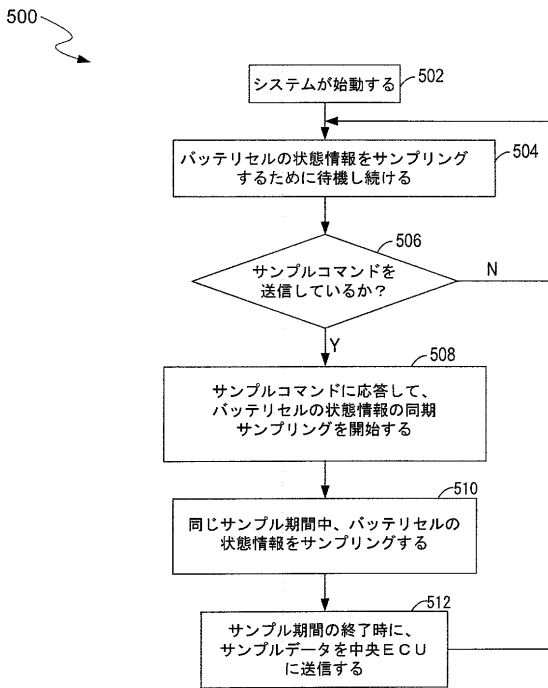 500
システムが始動する
502
バッテリセルの状態情報をサンプリング
するために待機し続ける
504
506
サンプルコマンドを
送信しているか？
N
Y
508
サンプルコマンドに応答して、
バッテリセルの状態情報の同期
サンプリングを開始する
510
同じサンプル期間中、バッテリセルの
状態情報をサンプリングする
512
サンプル期間の終了時に、
サンプルデータを中央ＥＣＵ
に送信する